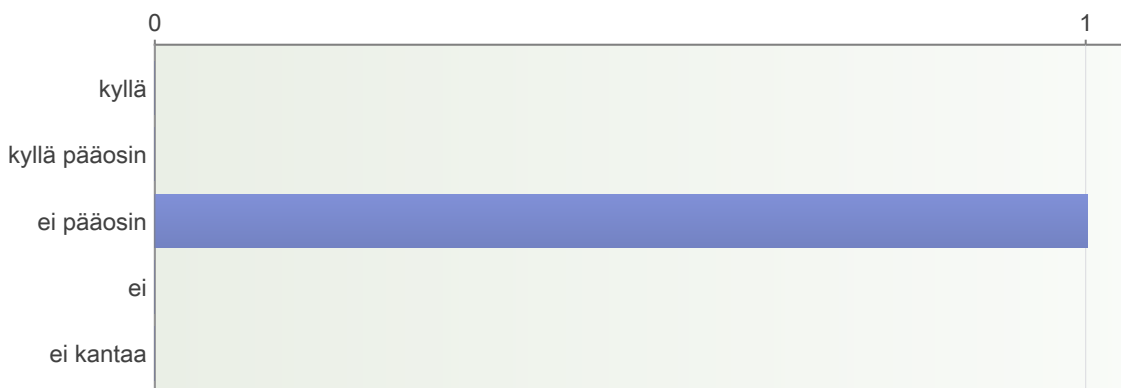 0 1
kyllä
kyllä pääosin
ei pääosin
ei
ei kantaa